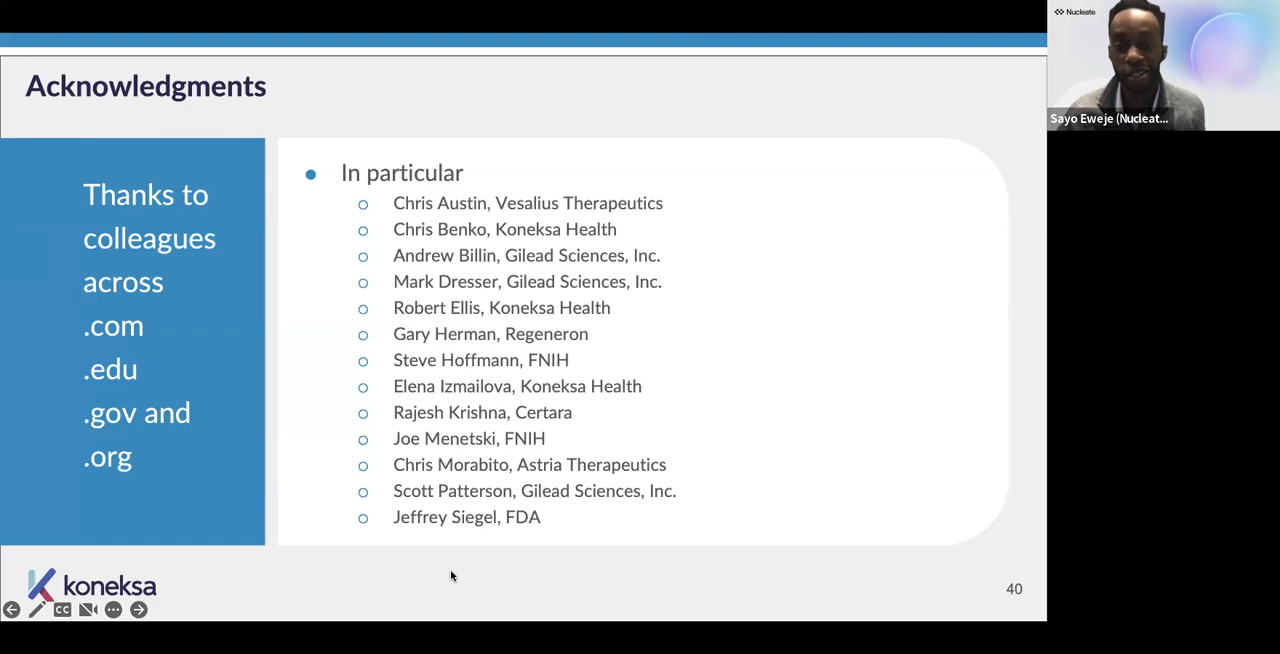 Acknowledgments
Thanks to
colleagues
across
.com
.edu
.gov and
.org
In particular
Chris Austin, Vesalius Therapeutics
Chris Benko, Koneksa Health
Andrew Billin, Gilead Sciences, Inc.
Mark Dresser, Gilead Sciences, Inc.
Robert Ellis, Koneksa Health
Gary Herman, Regeneron
Steve Hoffmann, FNIH
Elena Izmailova, Koneksa Health
Rajesh Krishna, Certara
Joe Menetski, FNIH
Chris Morabito, Astria Therapeutics
Scott Patterson, Gilead Sciences, Inc.
Jeffrey Siegel, FDA
koneksa
CC
40
Nucleate
Sayo Eweje (Nucleat...